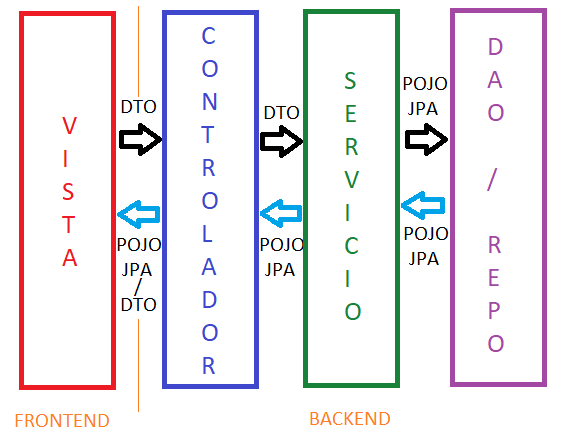 VISTA
DTO
POJO
JPA
/
DTO
CONTROLADOR
DTO
POJO
JPA
SERVICIO
POJO
JPA
POJO
JPA
DAO / REPO
FRONTEND
BACKEND